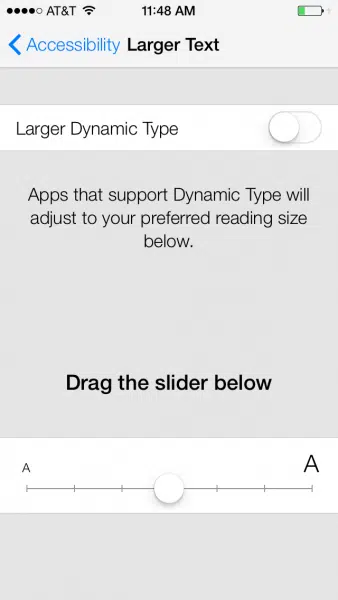 AT&T 11:48 AM
Accessibility Larger Text
Larger Dynamic Type
Apps that support Dynamic Type will
adjust to your preferred reading size
below.
Drag the slider below
A A